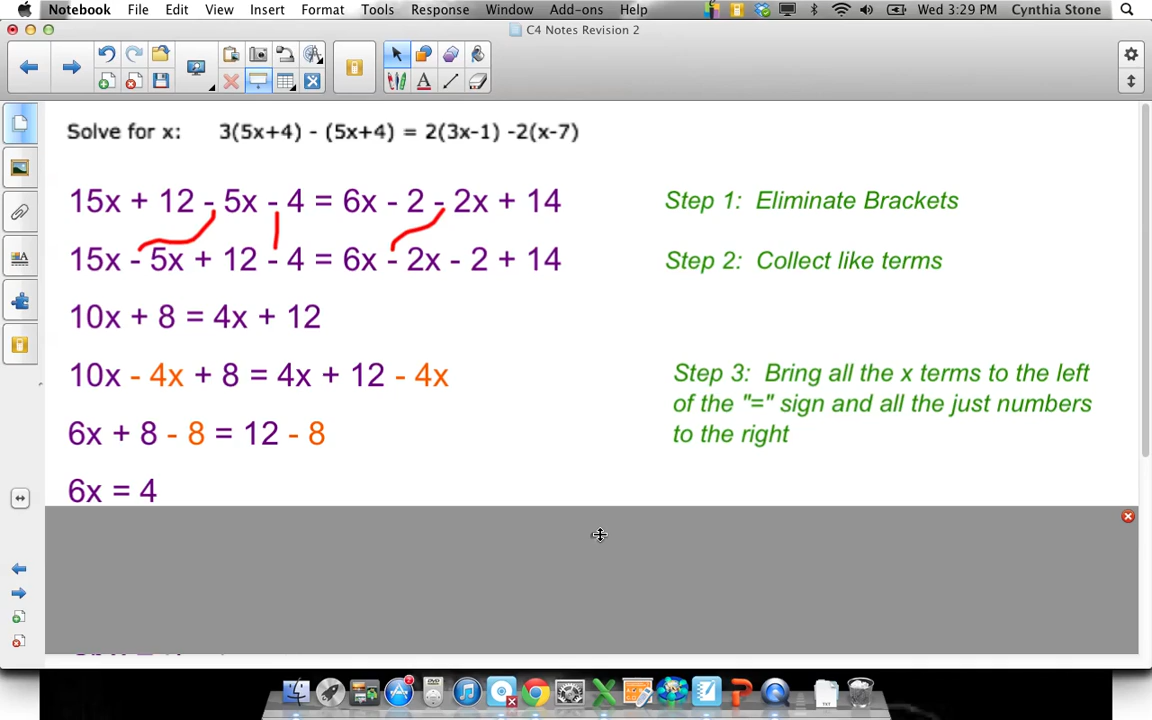 Notebook File Edit View Insert Format Tools Response Window Add-ons Help Wed 3:29 PM Cynthia Stone
C4 Notes Revision 2
Solve for x: 3(5x+4) - (5x+4) = 2(3x-1) -2(x-7)
15x + 12 - 5x - 4 = 6x - 2 - 2x + 14
Step 1: Eliminate Brackets
15x - 5x + 12 - 4 = 6x - 2x - 2 + 14
Step 2: Collect like terms
10x + 8 = 4x + 12
10x - 4x + 8 = 4x + 12 - 4x
Step 3: Bring all the x terms to the left
of the "=" sign and all the just numbers
to the right
6x + 8 - 8 = 12 - 8
6x = 4